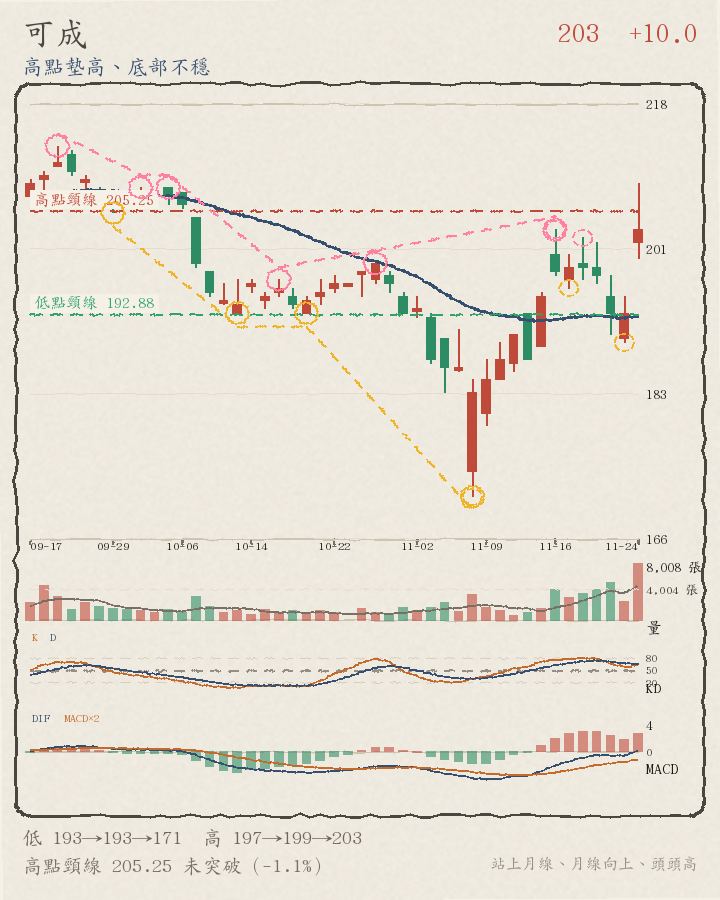 可成
203 +10.0
高點墊高、底部不穩
218
高點頸線 205.25
201
低點頸線 192.88
183
166
09-17 09-29 10-06 10-14 10-22 11-02 11-09 11-16 11-24
8,008 張
4,004 張
量
K D
80
50
20
KD
DIF MACD×2
4
0
MACD
低 193→193→171 高 197→199→203
高點頸線 205.25 未突破 (-1.1%)
站上月線、月線向上、頭頭高